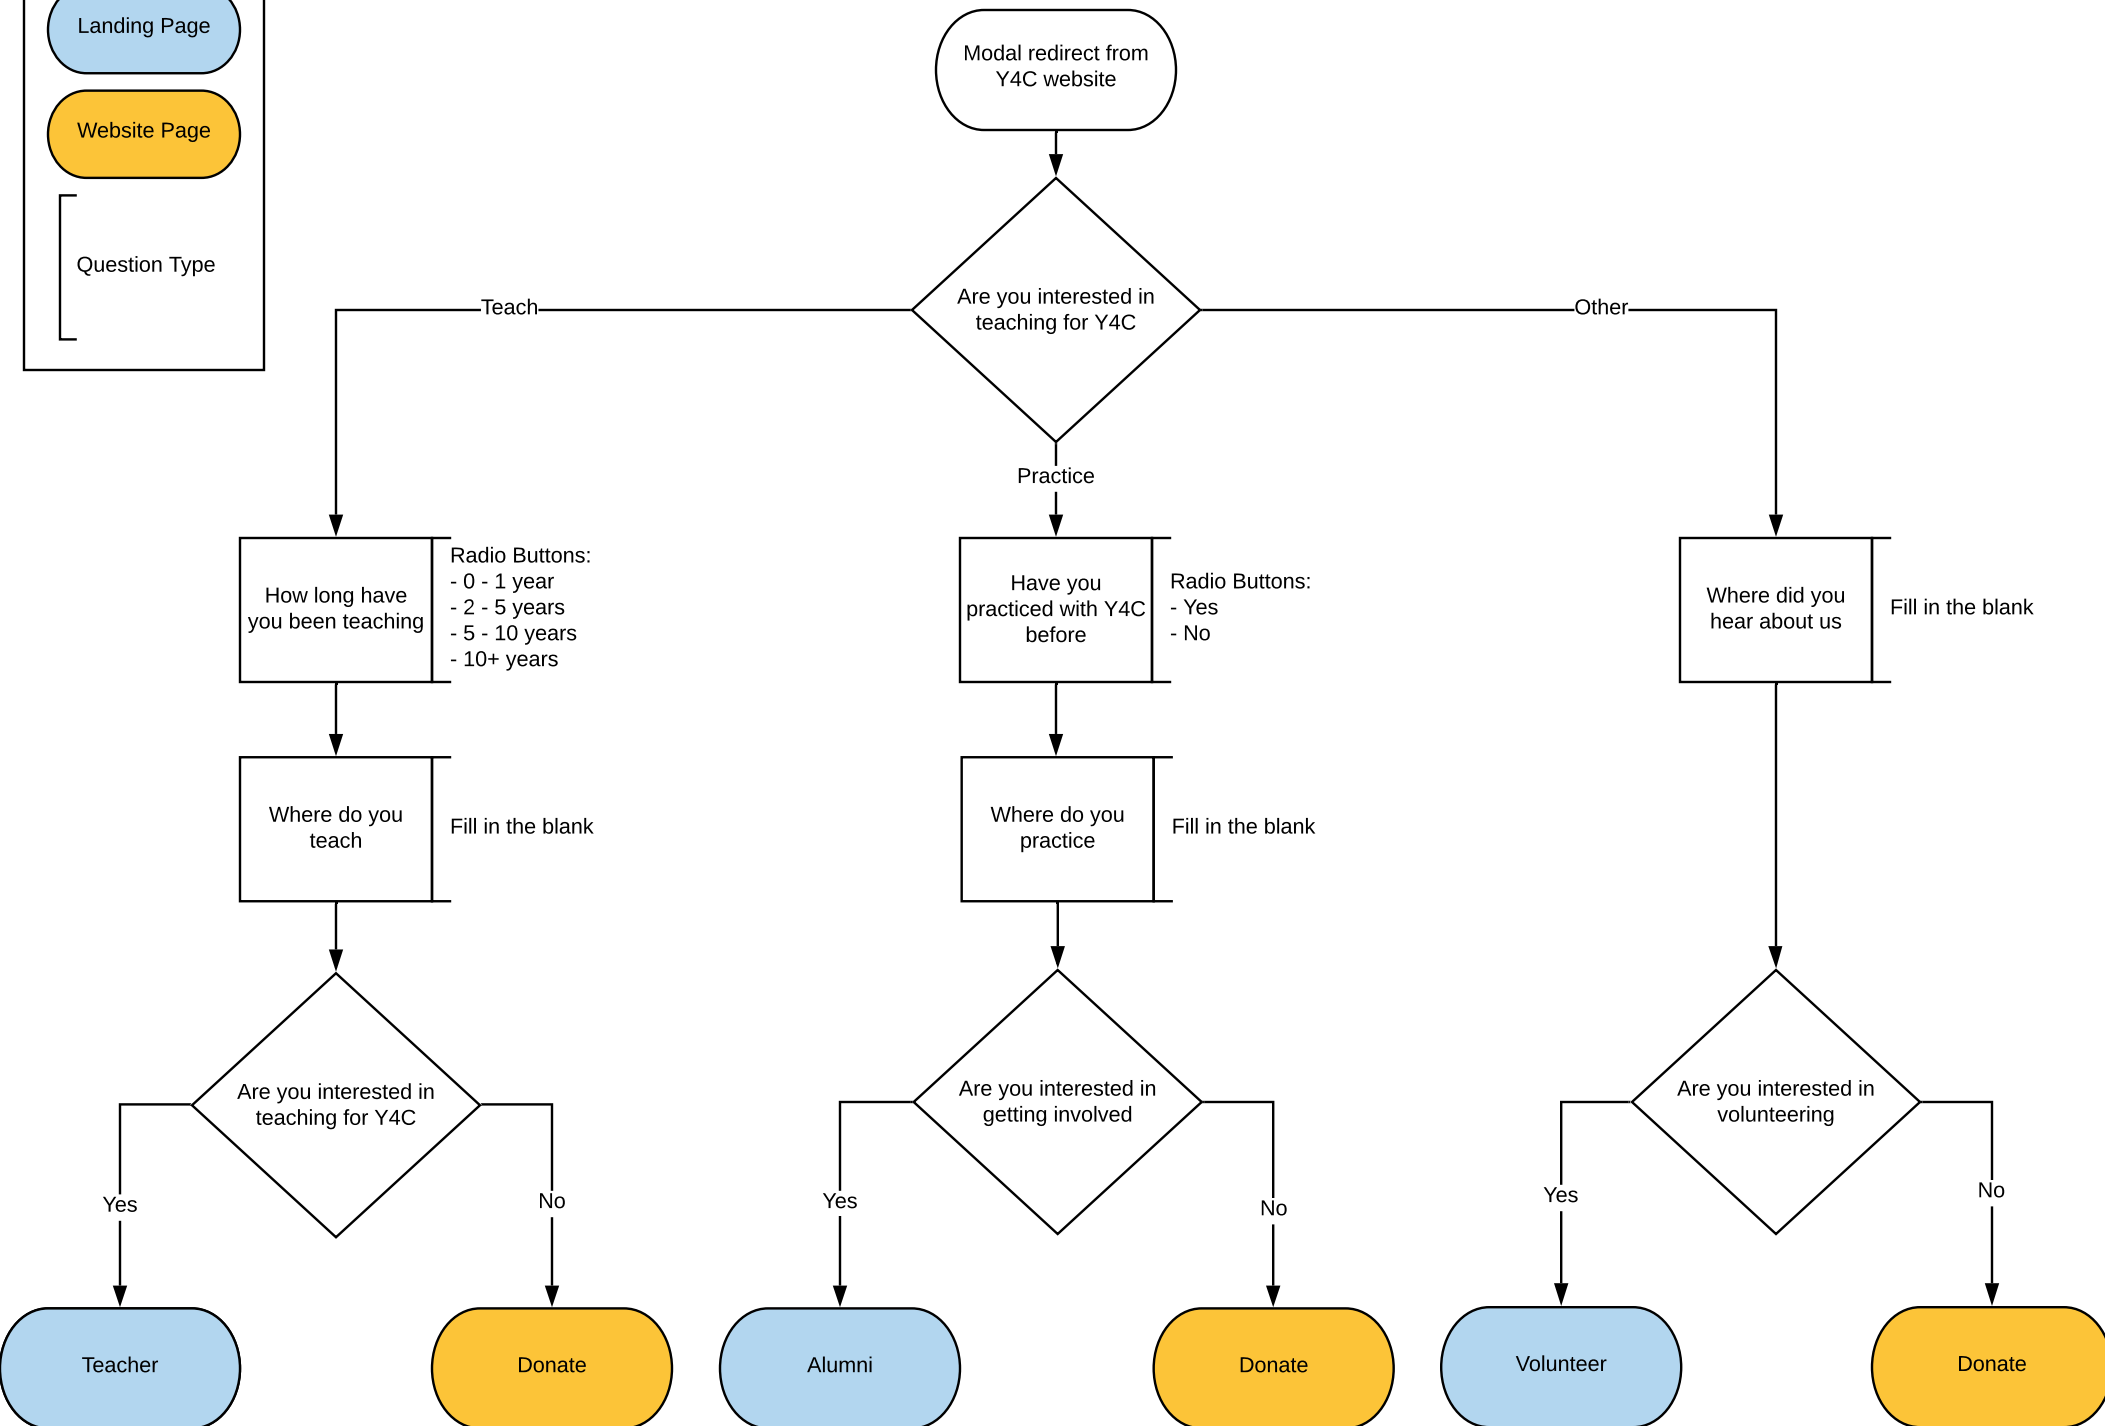 Landing Page
Website Page
Question Type
Modal redirect from
Y4C website
Are you interested in
teaching for Y4C
Teach
Practice
Other
How long have
you been teaching
Radio Buttons:
- 0 - 1 year
- 2 - 5 years
- 5 - 10 years
- 10+ years
Have you
practiced with Y4C
before
Radio Buttons:
- Yes
- No
Where did you
hear about us
Fill in the blank
Where do you
teach
Fill in the blank
Where do you
practice
Fill in the blank
Are you interested in
teaching for Y4C
Yes
No
Are you interested in
getting involved
Yes
No
Are you interested in
volunteering
Yes
No
Teacher
Donate
Alumni
Donate
Volunteer
Donate